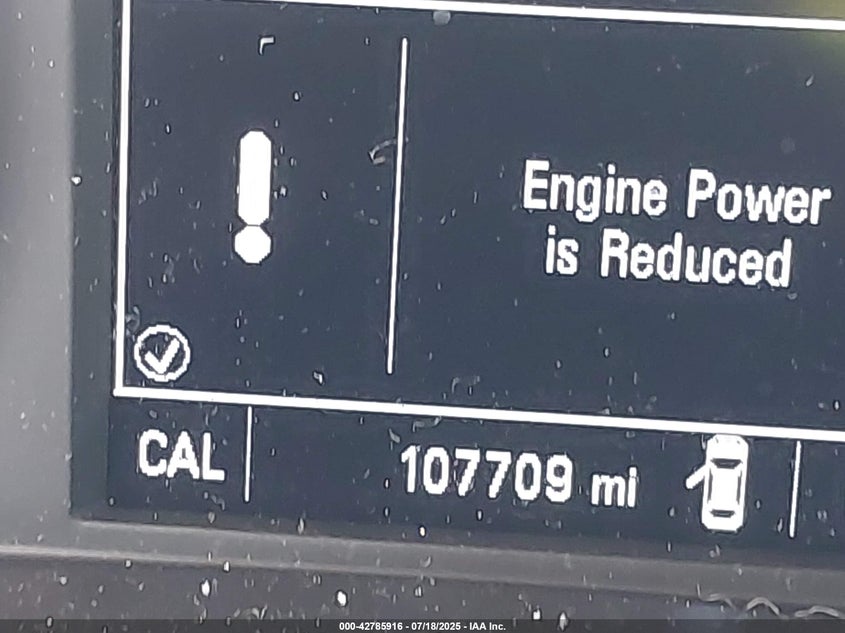 Engine Power
is Reduced
CAL 107709 mi
000-42785916 - 07/18/2025 - IAA Inc.